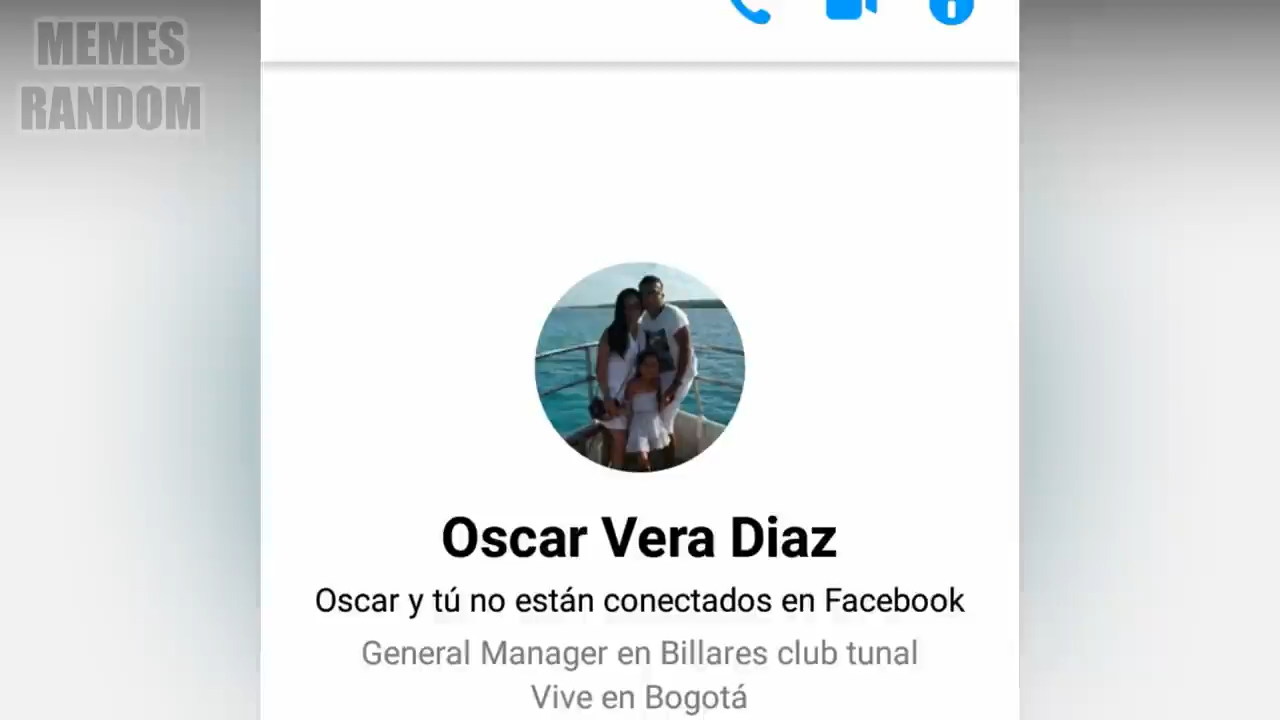 MEMES
RANDOM
Oscar Vera Diaz
Oscar y tú no están conectados en Facebook
General Manager en Billares club tunal
Vive en Bogotá